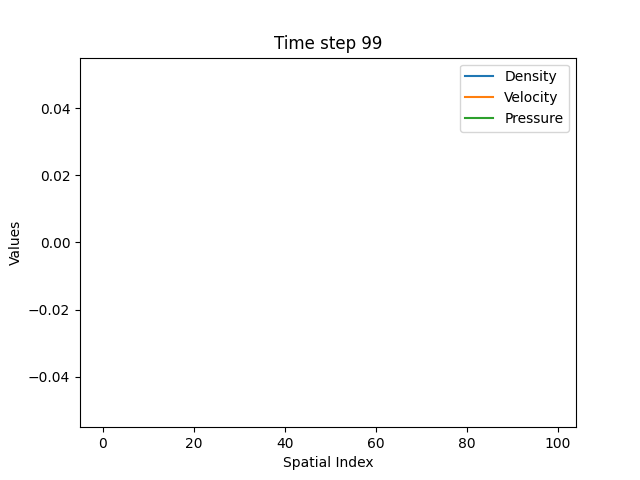 Time step 99
Density
Velocity
Pressure
0.04
0.02
0.00
−0.02
−0.04
Values
0 20 40 60 80 100
Spatial Index